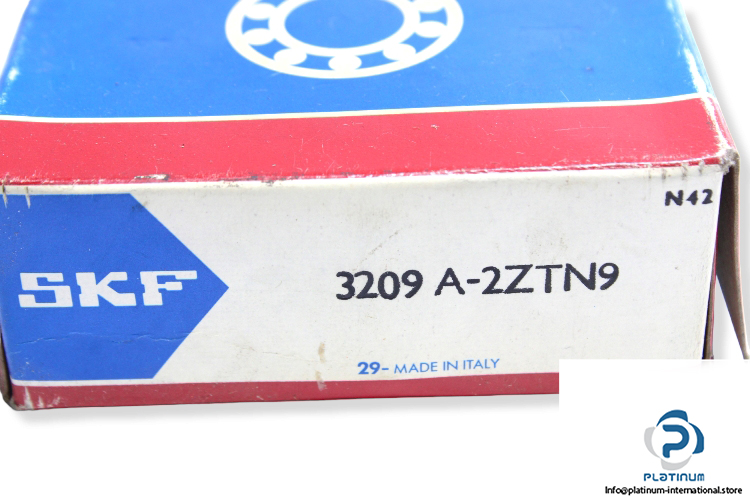 N42
SKF
3209 A-2ZTN9
29- MADE IN ITALY
PLATINUM
Info@platinum-international.store